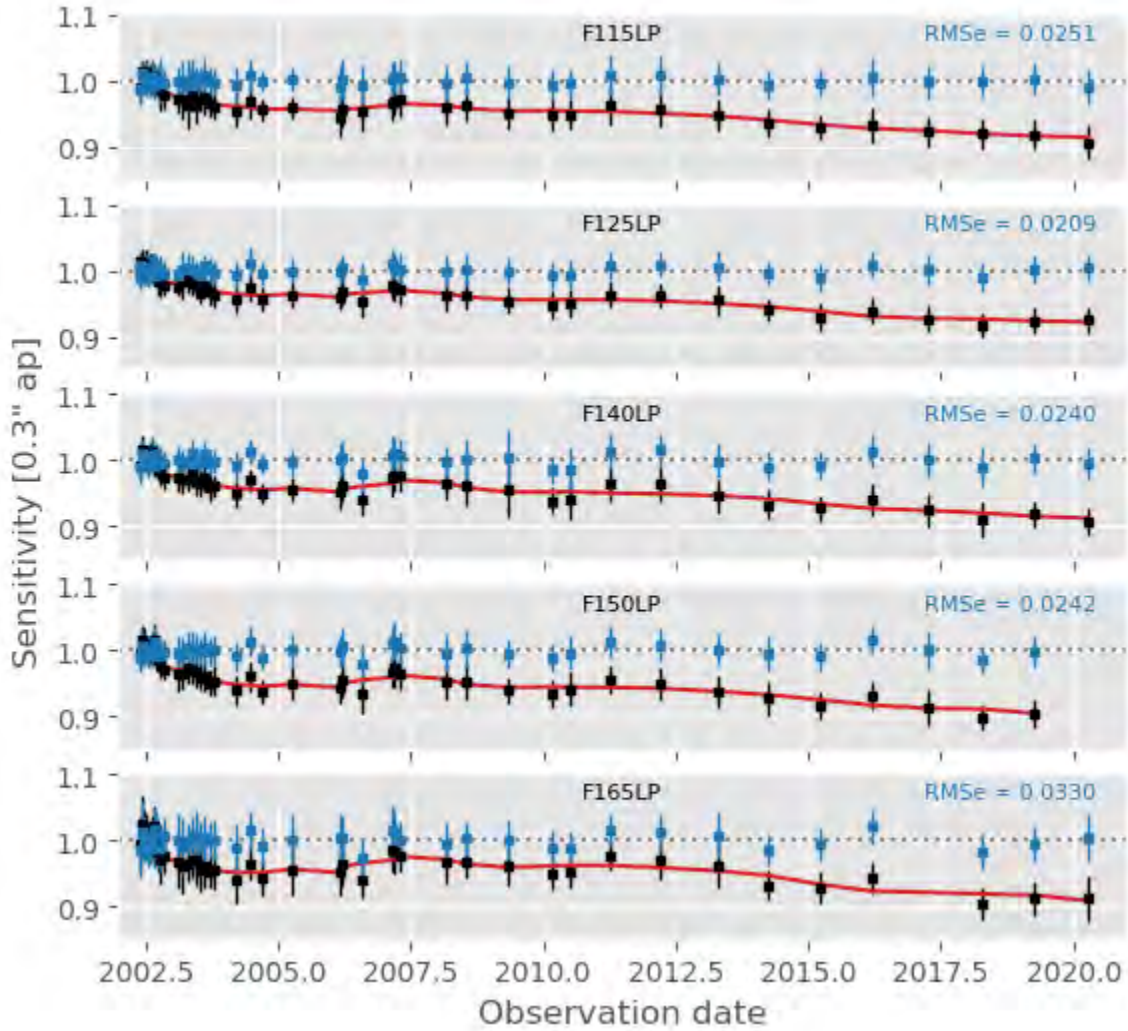 1.1
F115LP RMSe = 0.0251
1.0
0.9
1.1
F125LP RMSe = 0.0209
1.0
0.9
1.1
F140LP RMSe = 0.0240
1.0
0.9
1.1
F150LP RMSe = 0.0242
1.0
0.9
1.1
F165LP RMSe = 0.0330
1.0
0.9
Sensitivity [0.3" ap]
2002.5 2005.0 2007.5 2010.0 2012.5 2015.0 2017.5 2020.0
Observation date